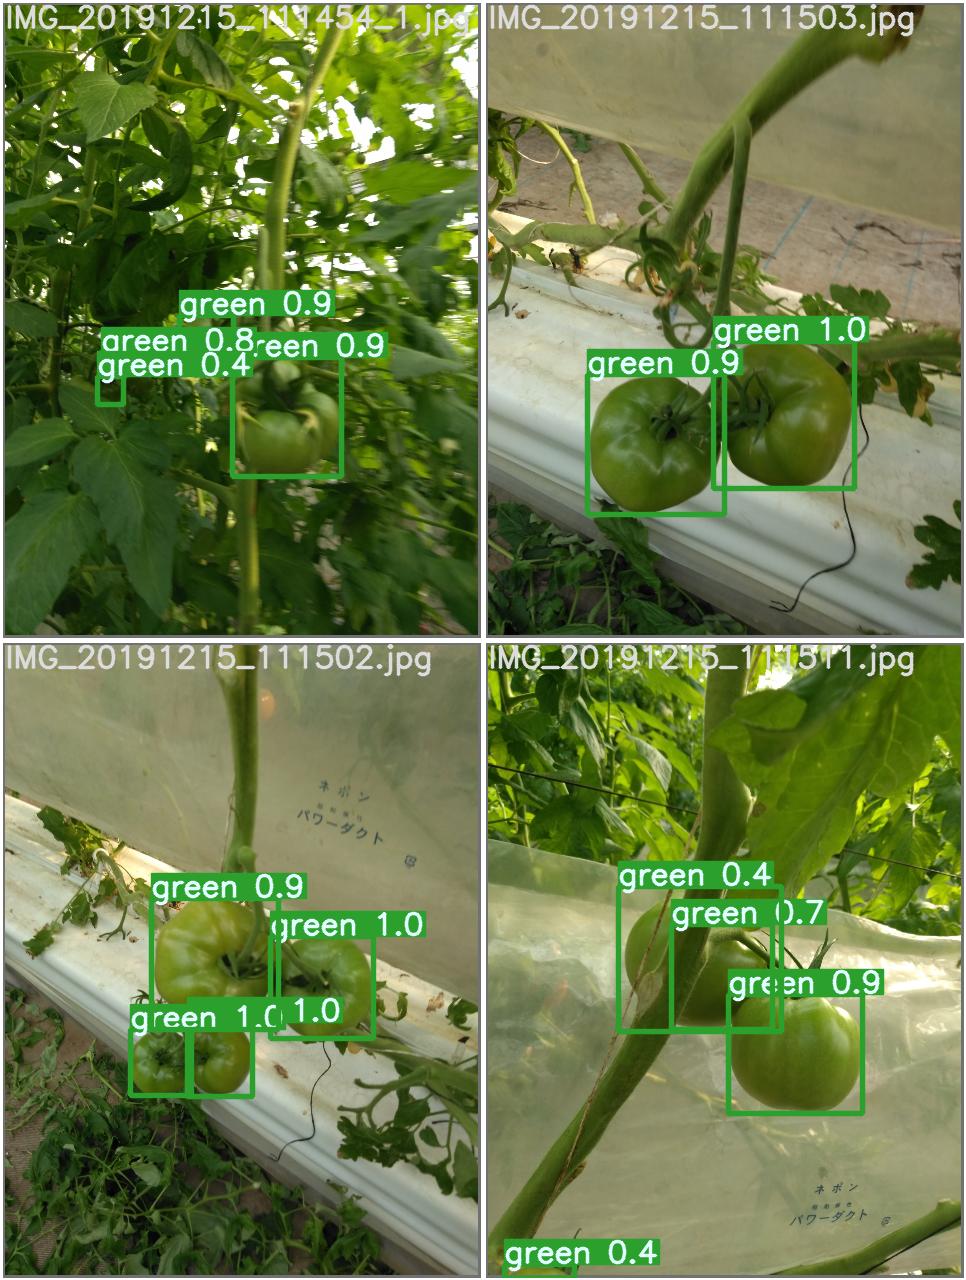 IMG_20191215_111454_1.jpg
green 0.9
green 0.8
reen 0.9
green 0.4
IMG_20191215_111503.jpg
green 1.0
green 0.9
IMG_20191215_111502.jpg
ネポン
パワーダクト
green 0.9
green 1.0
green 1.0
1.0
IMG_20191215_111511.jpg
green 0.4
green 0.7
green 0.9
ネポン
パワーダクト
green 0.4